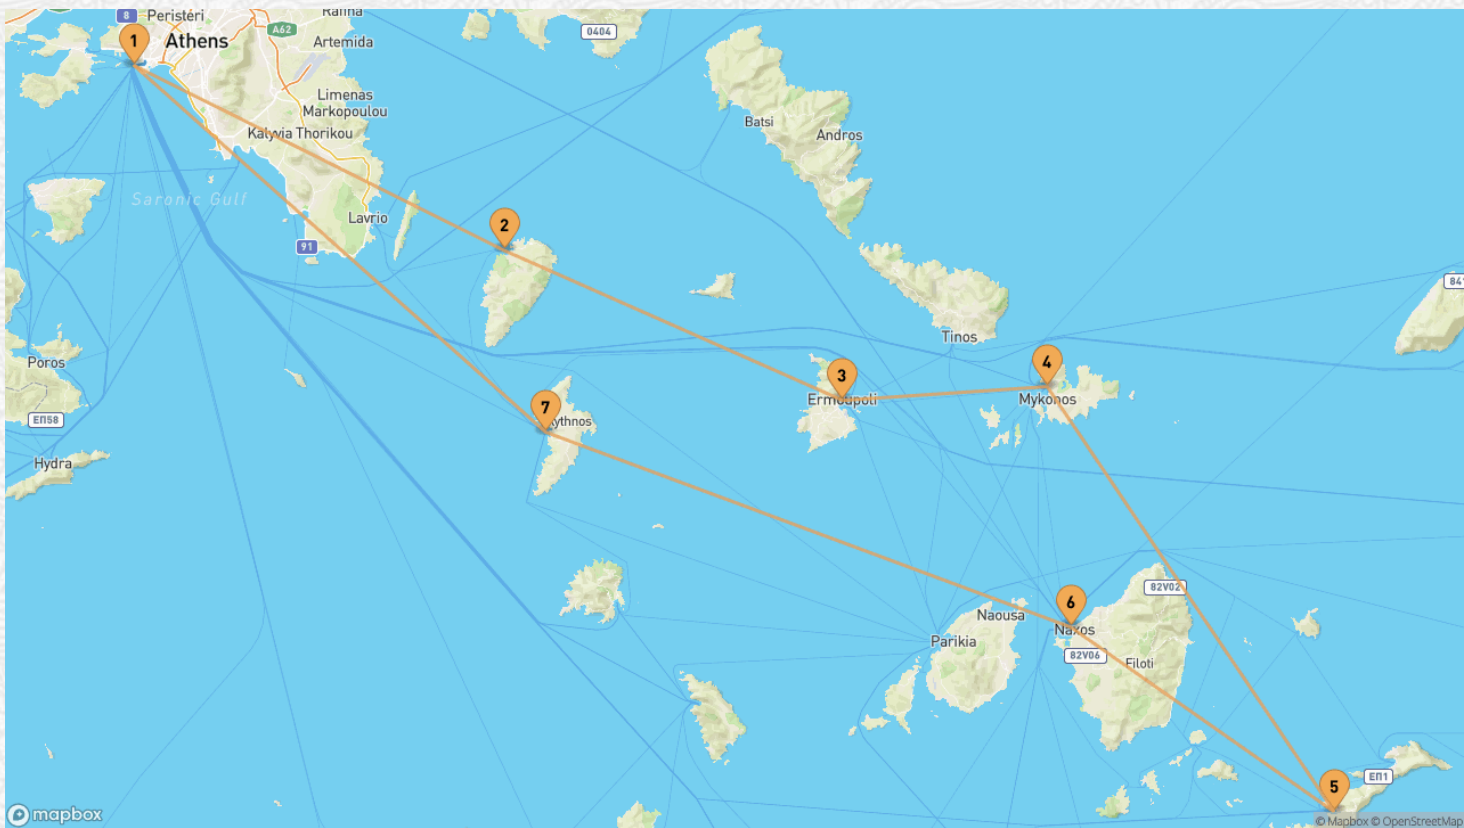 8
Peristeri
Rafina
A62
0404
1
Athens
Artemida
Limenas
Markopoulou
Batsi
Kalyvia Thorikou
Andros
Saronic Gulf
Lavrio
2
91
841
Tinos
Poros
4
3
Mykonos
Ermoupoli
7
Kythnos
ΕΠ58
Hydra
82V02
6
Naousa
Naxos
Parikia
82V06
Filoti
5
ΕΠ1
mapbox
© Mapbox © OpenStreetMap